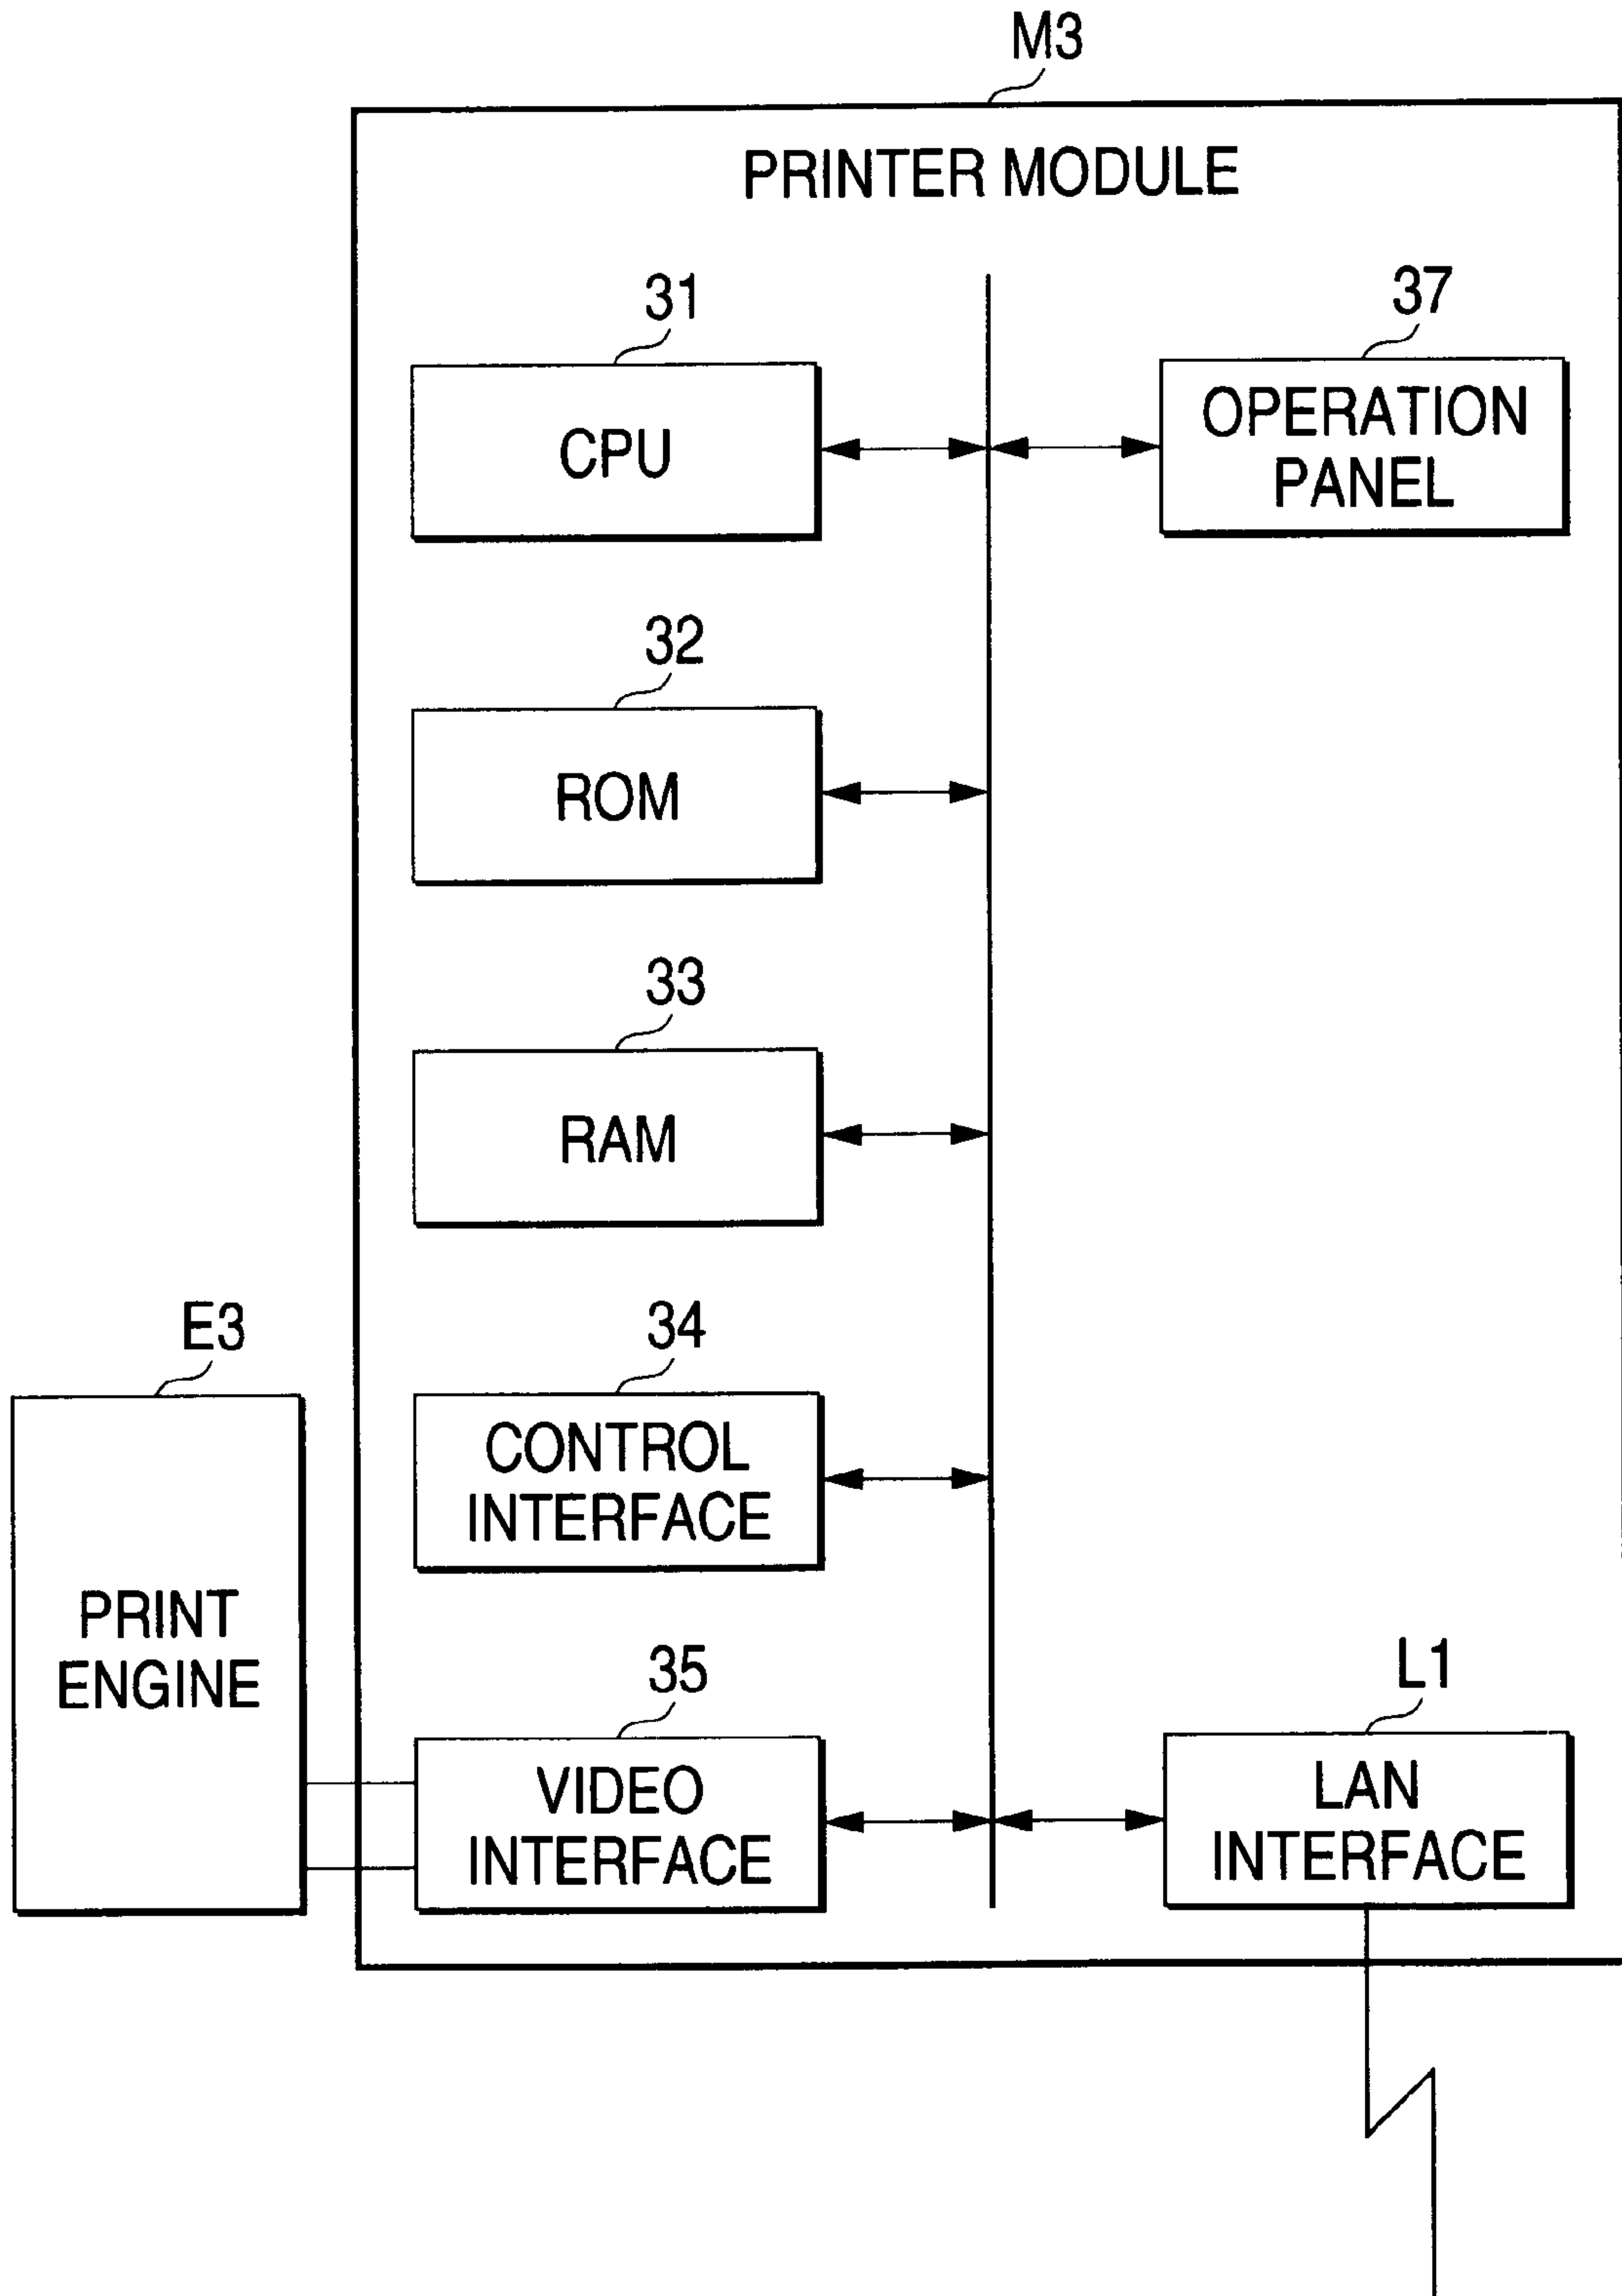 M3
PRINTER MODULE
31
CPU
37
OPERATION
PANEL
32
ROM
33
RAM
E3
PRINT
ENGINE
34
CONTROL
INTERFACE
35
VIDEO
INTERFACE
L1
LAN
INTERFACE